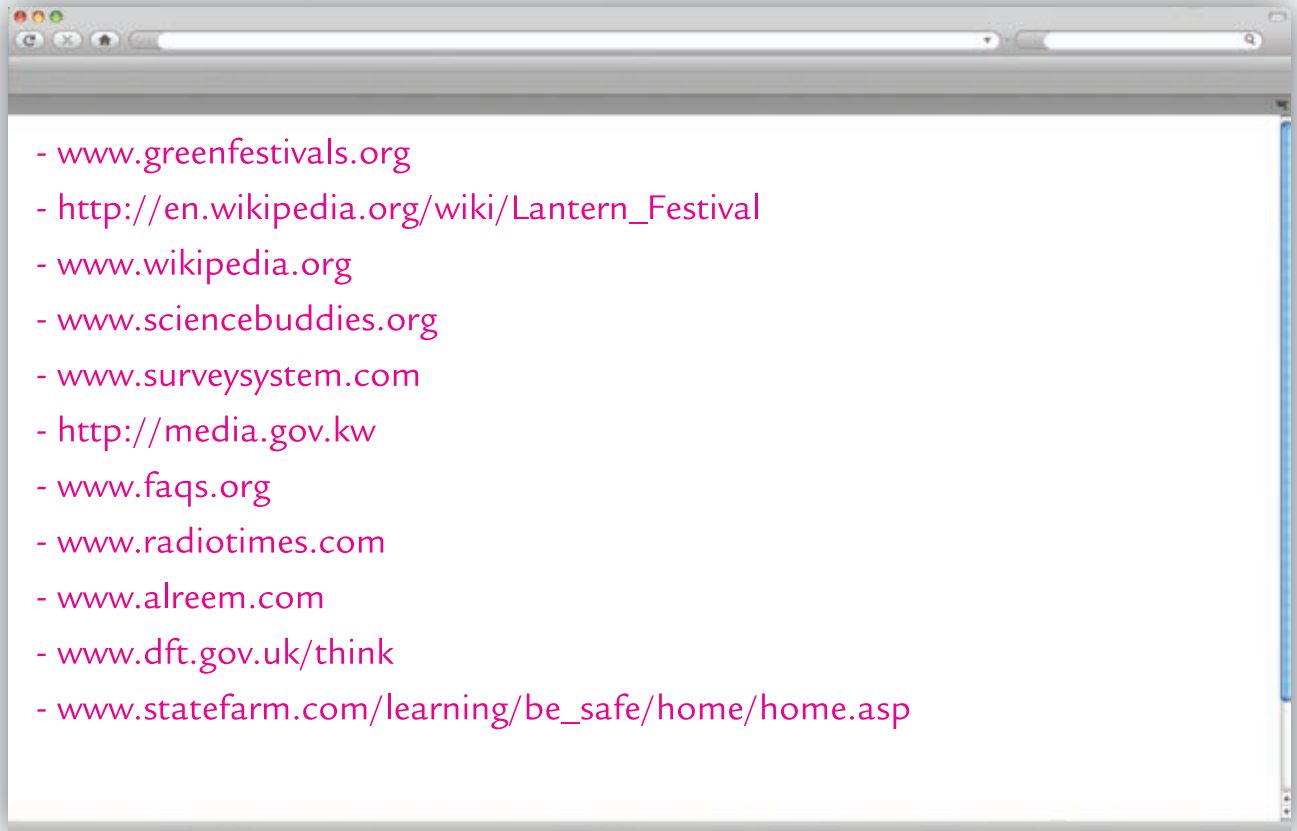 - www.greenfestivals.org
- http://en.wikipedia.org/wiki/Lantern_Festival
- www.wikipedia.org
- www.sciencebuddies.org
- www.surveysystem.com
- http://media.gov.kw
- www.faqs.org
- www.radiotimes.com
- www.alreem.com
- www.dft.gov.uk/think
- www.statefarm.com/learning/be_safe/home/home.asp